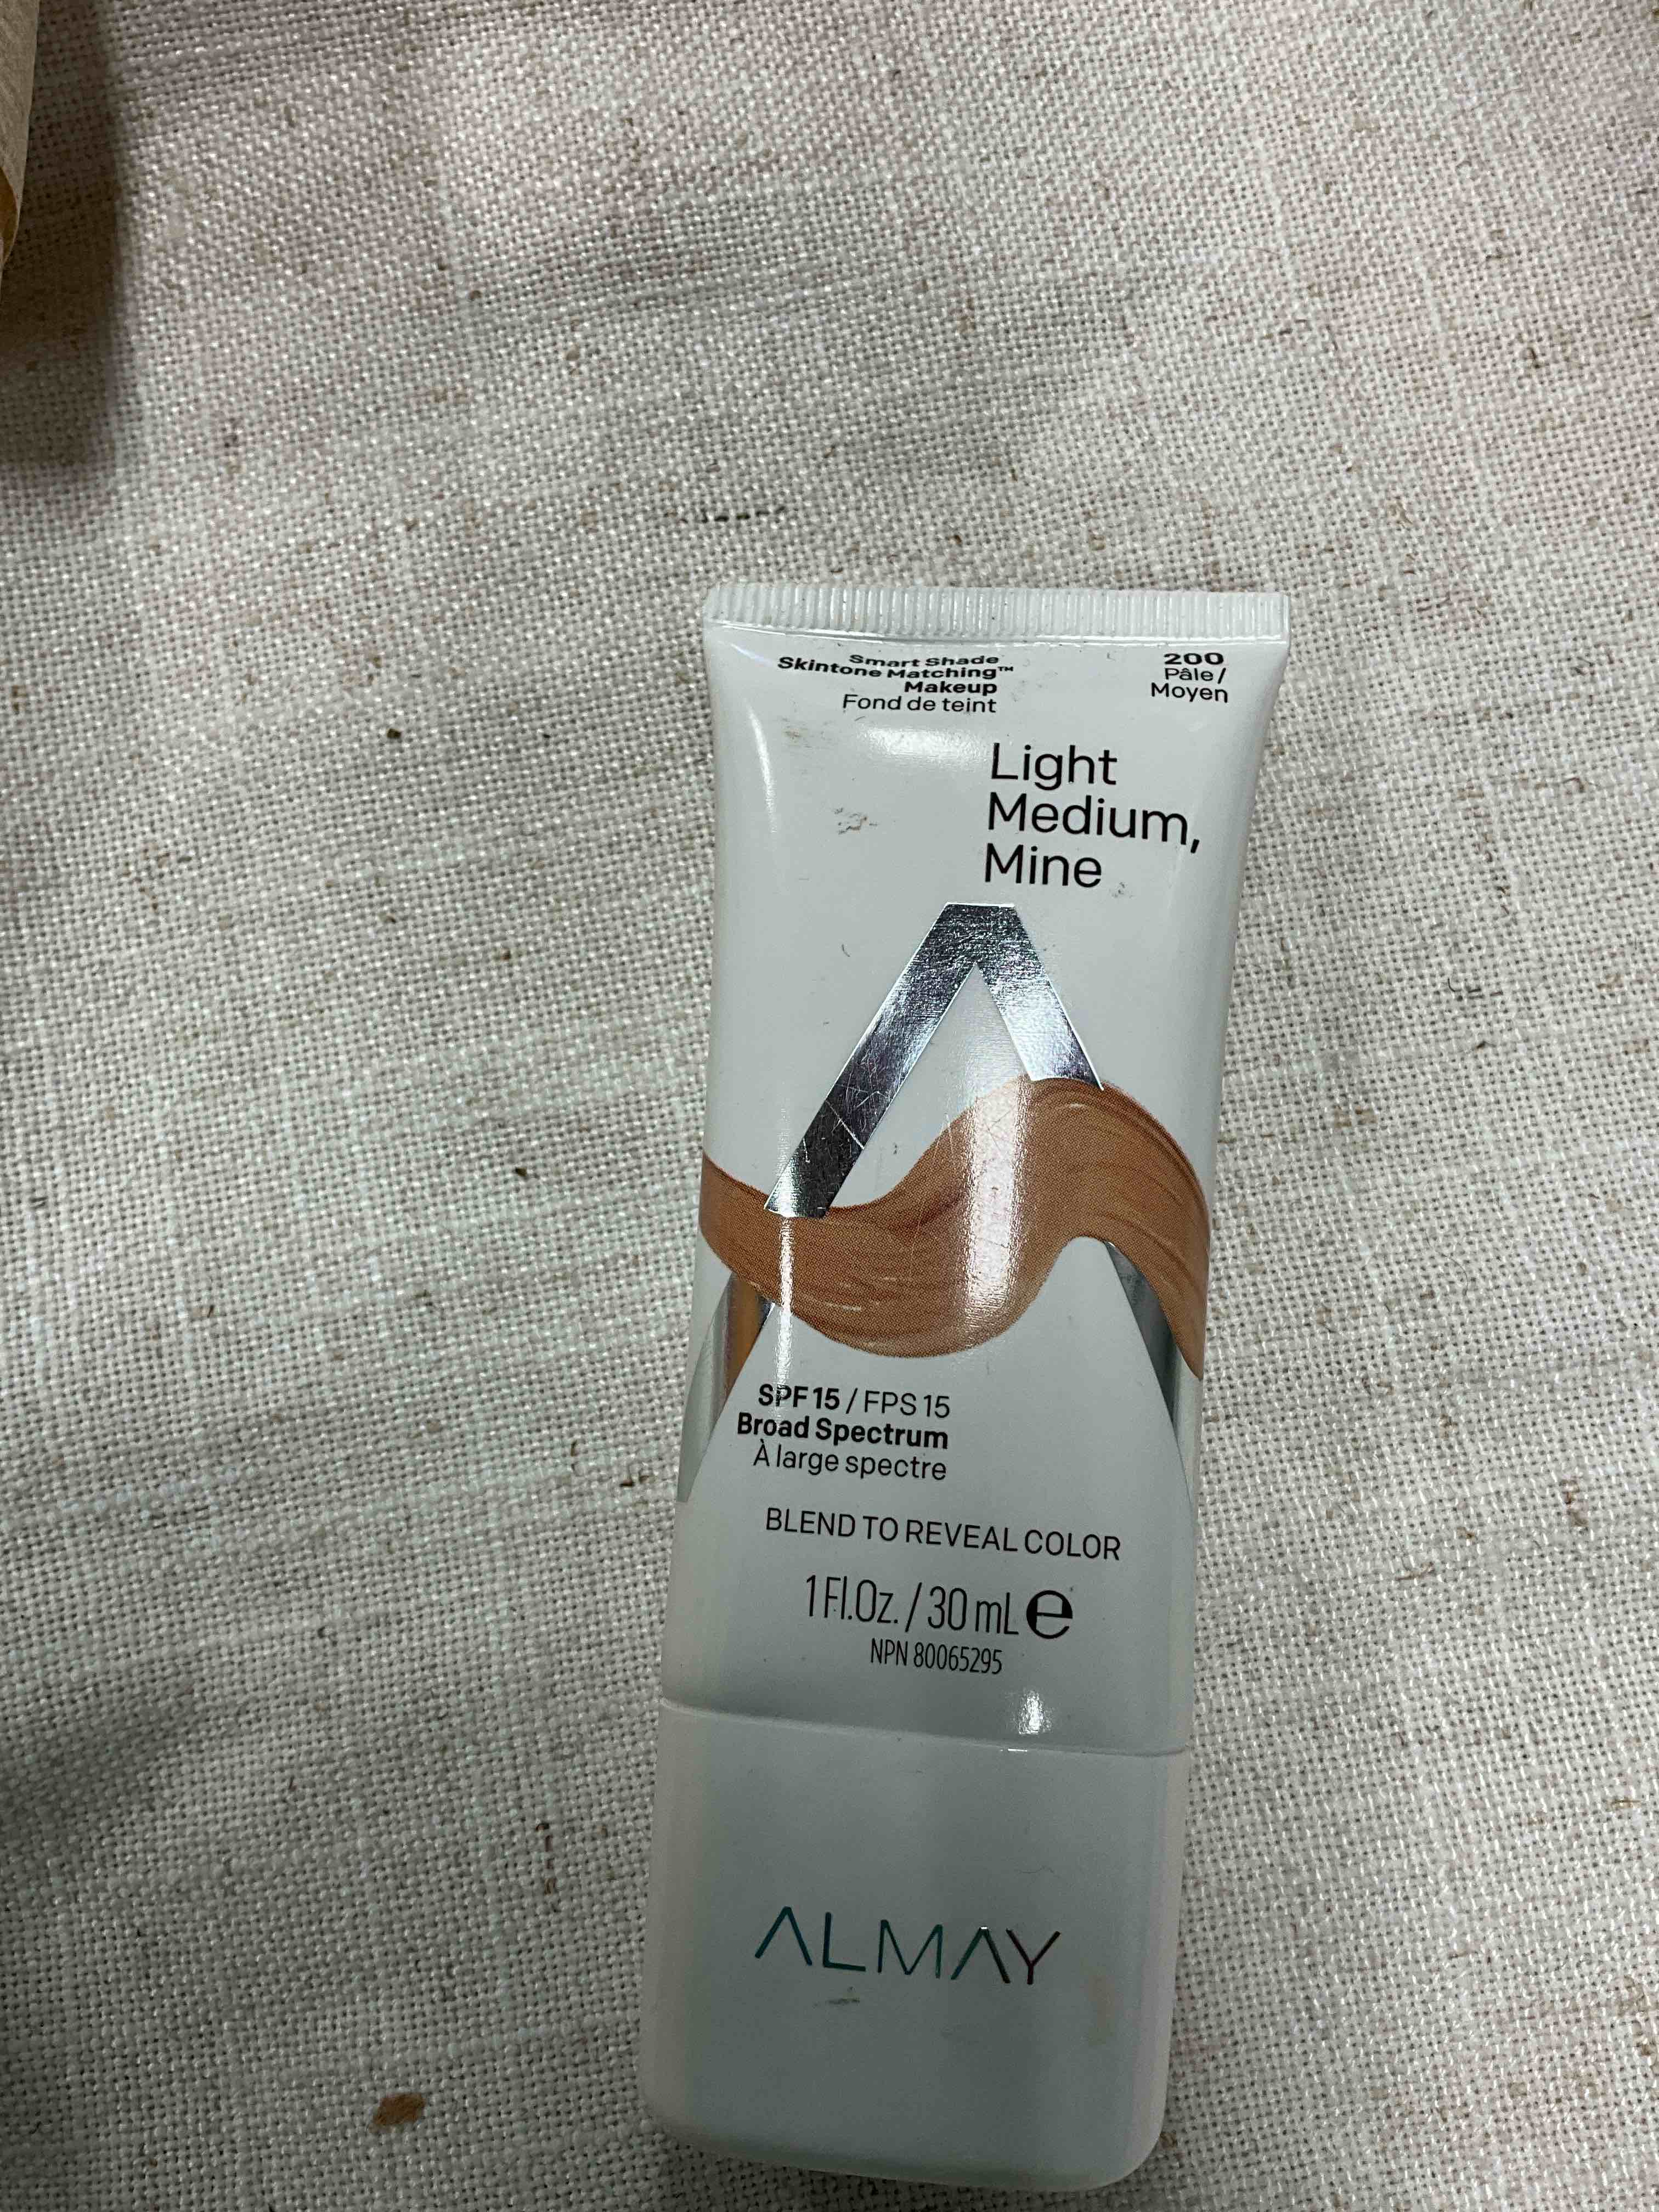 Smart Shade
Skintone Matching™
Makeup
Fond de teint
200
Pâle/
Moyen
Light
Medium,
Mine
SPF 15 / FPS 15
Broad Spectrum
À large spectre
BLEND TO REVEAL COLOR
1 Fl.Oz. / 30 mL e
NPN 80065295
ALMAY